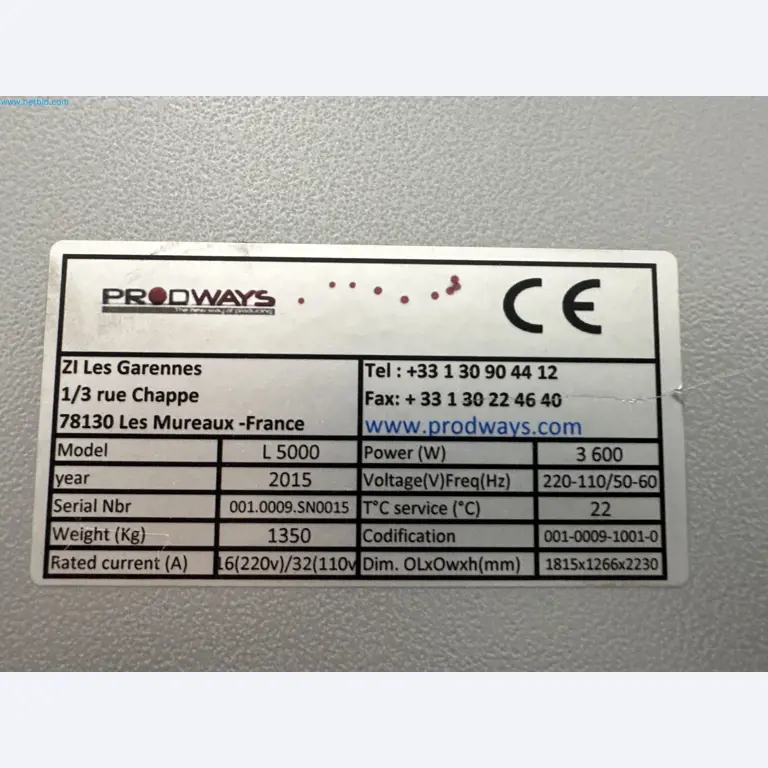 www.netbid.com
PRODWAYS
The new way of producing
CE
ZI Les Garennes
1/3 rue Chappe
78130 Les Mureaux -France
Tel : +33 1 30 90 44 12
Fax: + 33 1 30 22 46 40
www.prodways.com
Model L 5000 Power (W) 3 600
year 2015 Voltage(V)Freq(Hz) 220-110/50-60
Serial Nbr 001.0009.SN0015 T°C service (°C) 22
Weight (Kg) 1350 Codification 001-0009-1001-0
Rated current (A) 16(220v)/32(110v Dim. OLxOwxh(mm) 1815x1266x2230